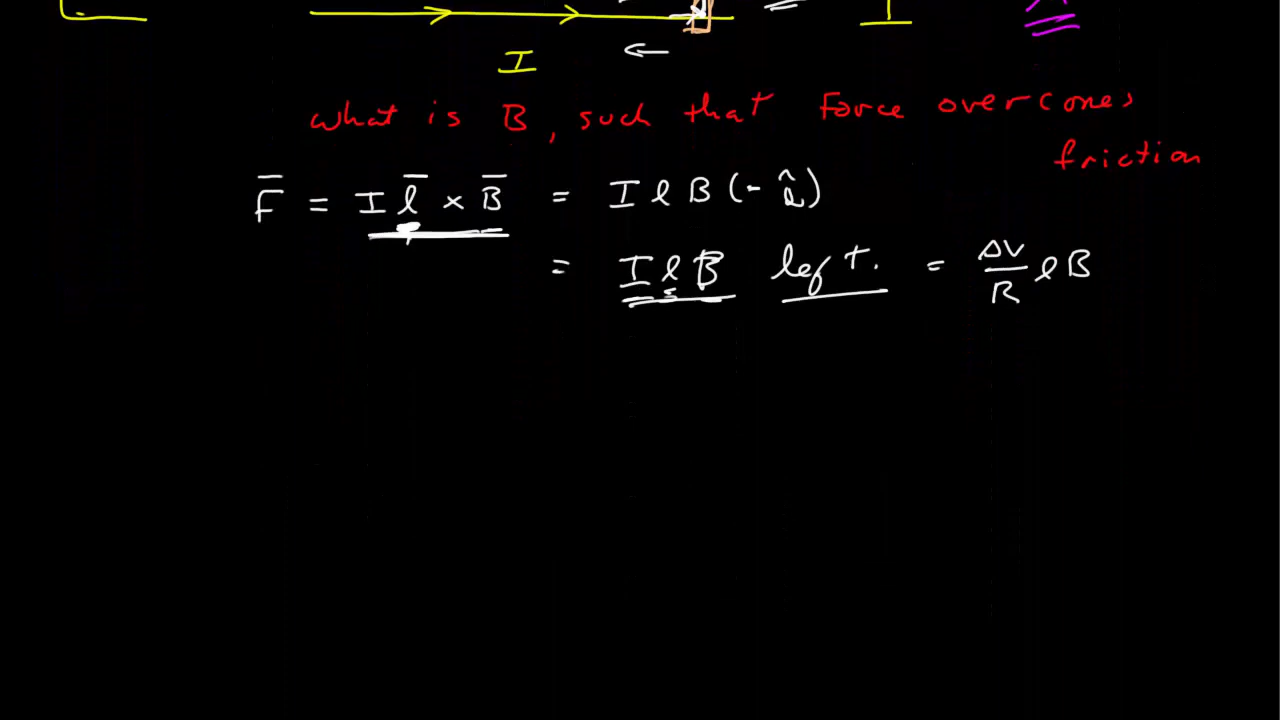 I
what is B, such that Force overcomes
friction
F̄ = I l̄ × B̄ = I l B (- î)
= I l B left. = ΔV/R l B